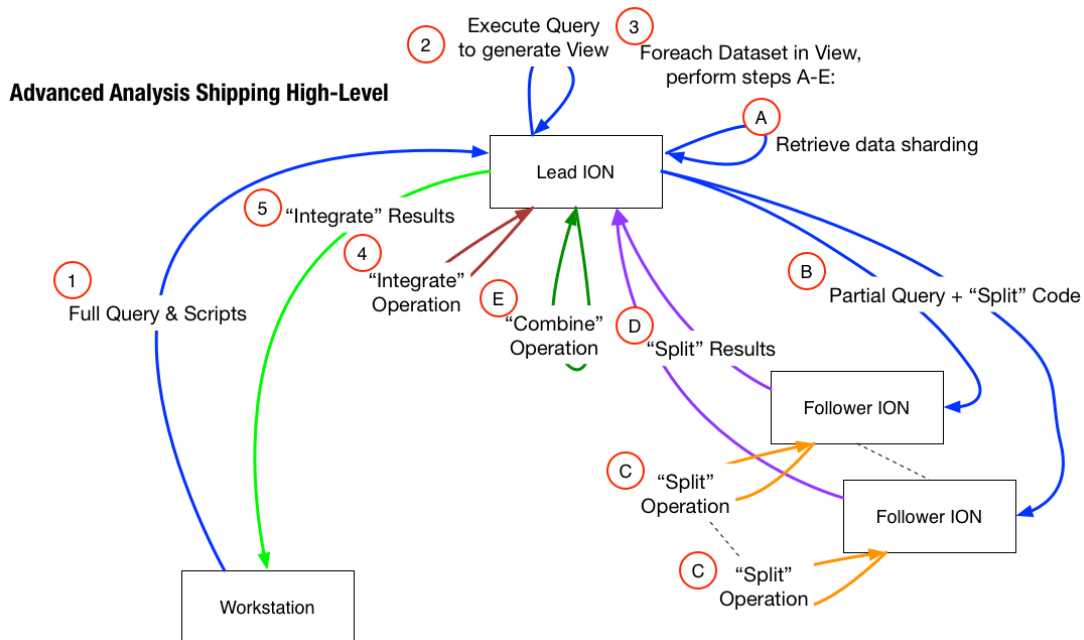 Advanced Analysis Shipping High-Level
2
Execute Query
to generate View
3
Foreach Dataset in View,
perform steps A-E:
A
Retrieve data sharding
Lead ION
5
“Integrate” Results
4
“Integrate”
Operation
1
Full Query & Scripts
E
“Combine”
Operation
D
“Split” Results
B
Partial Query + “Split” Code
Follower ION
C
“Split”
Operation
Follower ION
C
“Split”
Operation
Workstation